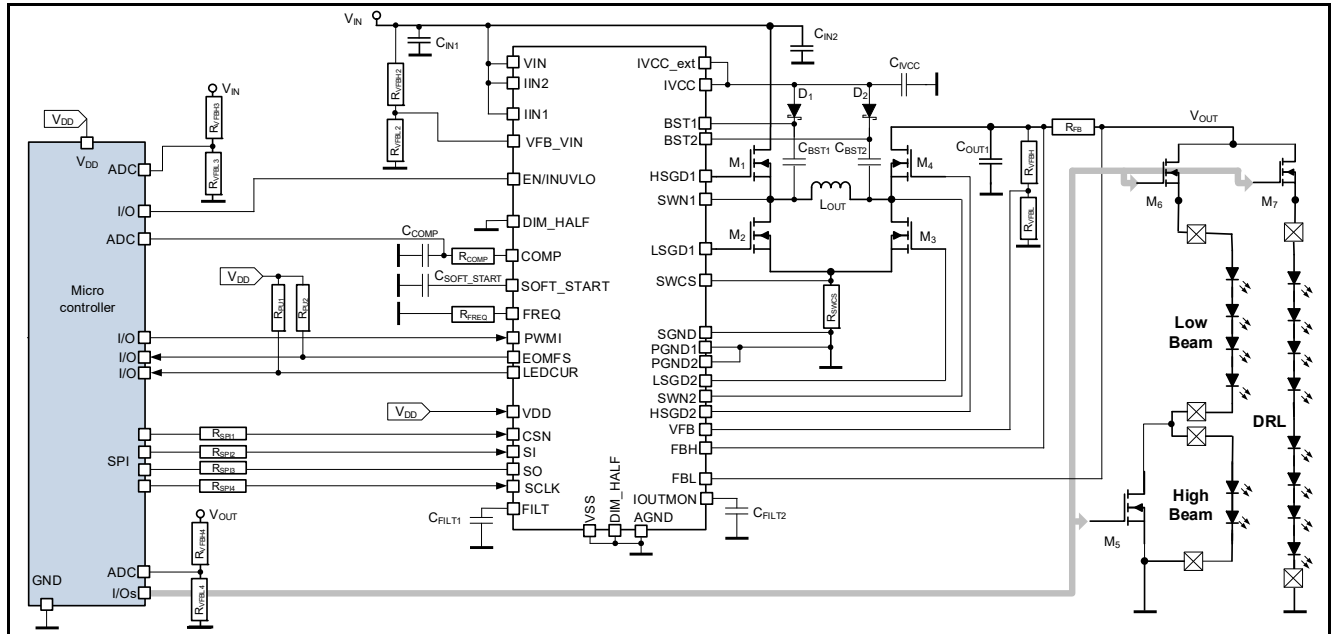 VIN
CIN1
CIN2
RVFBH2
RVFBL2
VIN
RVFBH3
RVFBL3
VDD
VDD
ADC
I/O
ADC
Micro
controller
I/O
I/O
I/O
SPI
ADC
I/Os
GND
VDD
RPU1
RPU2
CCOMP
RCOMP
CSOFT_START
RFREQ
VDD
RSPI1
RSPI2
RSPI3
RSPI4
CFILT1
VOUT
RVFBH4
RVFBL4
VIN
IIN2
IIN1
VFB_VIN
EN/INUVLO
DIM_HALF
COMP
SOFT_START
FREQ
PWMI
EOMFS
LEDCUR
VDD
CSN
SI
SO
SCLK
FILT
VSS
DIM_HALF
AGND
IVCC_ext
IVCC
BST1
BST2
HSGD1
SWN1
LSGD1
SWCS
SGND
PGND1
PGND2
LSGD2
SWN2
HSGD2
VFB
FBH
FBL
IOUTMON
CFILT2
CIVCC
D1
D2
CBST1
CBST2
M1
M4
LOUT
M2
M3
RSWCS
COUT1
RVFBH
RVFBL
RFB
VOUT
M6
M7
Low
Beam
DRL
High
Beam
M5